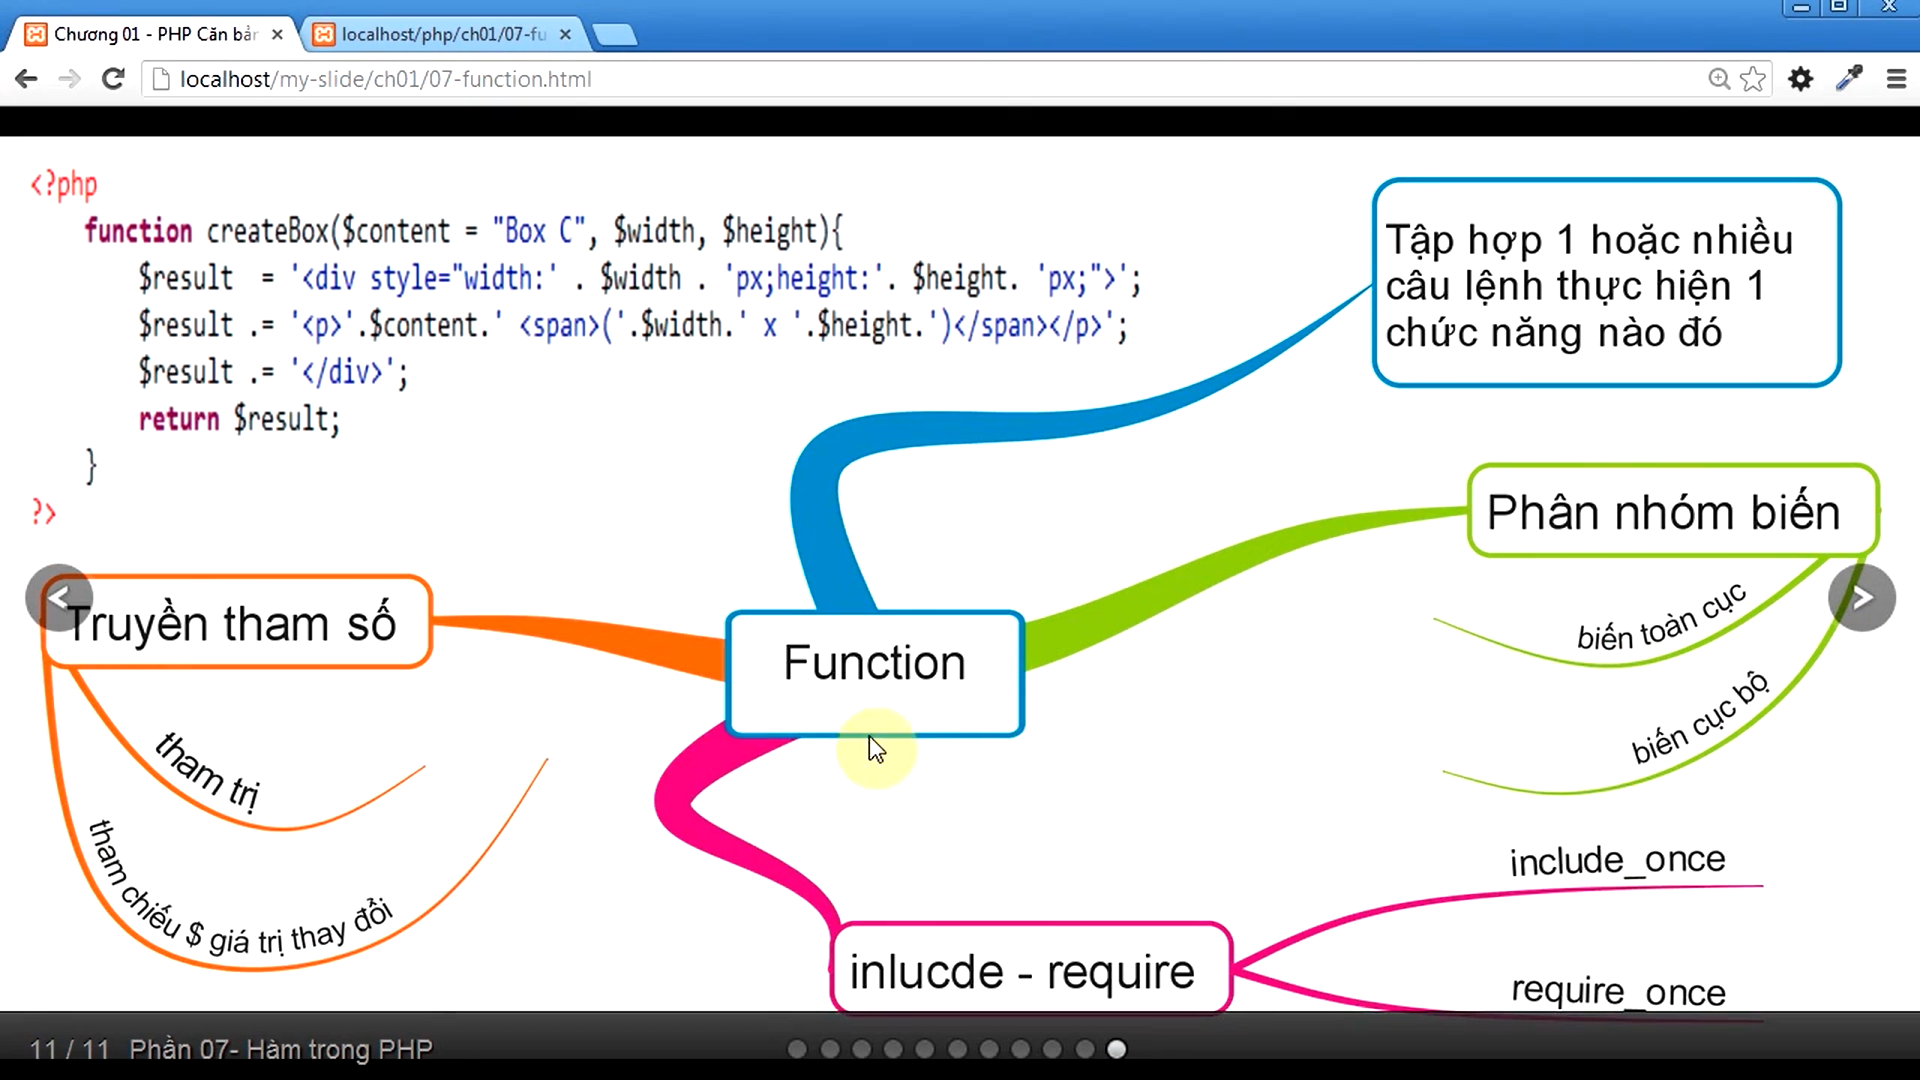 Chương 01 - PHP Căn bản
localhost/php/ch01/07-fu
localhost/my-slide/ch01/07-function.html
<?php
function createBox($content = "Box C", $width, $height){
$result = '<div style="width:' . $width . 'px;height:'. $height. 'px;">';
$result .= '<p>'.$content.' <span>('.$width.' x '.$height.')</span></p>';
$result .= '</div>';
return $result;
}
?>
Tập hợp 1 hoặc nhiều
câu lệnh thực hiện 1
chức năng nào đó
Phân nhóm biến
biến toàn cục
biến cục bộ
Truyền tham số
tham trị
tham chiếu $ giá trị thay đổi
Function
inlucde - require
include_once
require_once
11 / 11 Phần 07- Hàm trong PHP